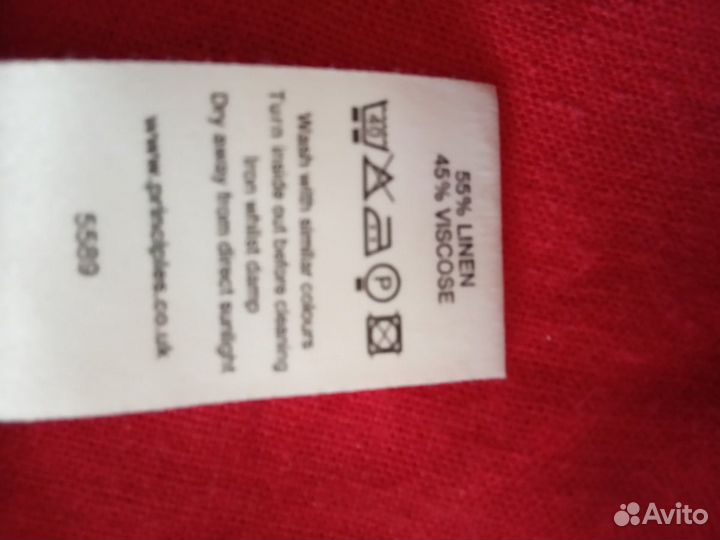 55% LINEN
45% VISCOSE
40
P
Wash with similar colours
Turn inside out before cleaning
Iron whilst damp
Dry away from direct sunlight
www.principles.co.uk
5589
Avito